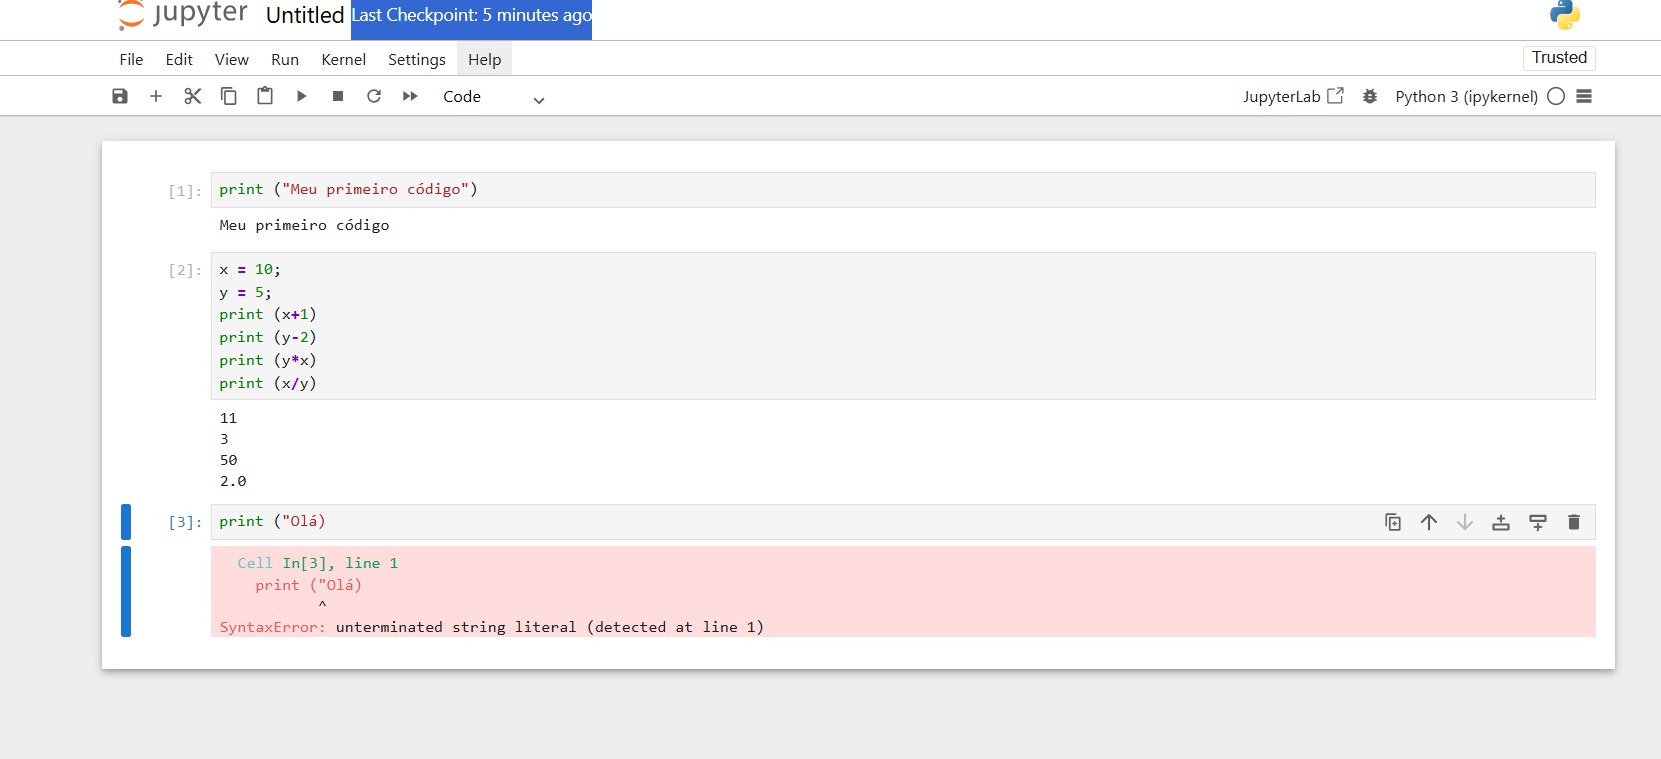 jupyter Untitled Last Checkpoint: 5 minutes ago
File Edit View Run Kernel Settings Help
Trusted
Code
JupyterLab Python 3 (ipykernel)
[1]: print ("Meu primeiro código")
Meu primeiro código
[2]: x = 10;
y = 5;
print (x+1)
print (y-2)
print (y*x)
print (x/y)
11
3
50
2.0
[3]: print ("Olá)
Cell In[3], line 1
print ("Olá)
^
SyntaxError: unterminated string literal (detected at line 1)